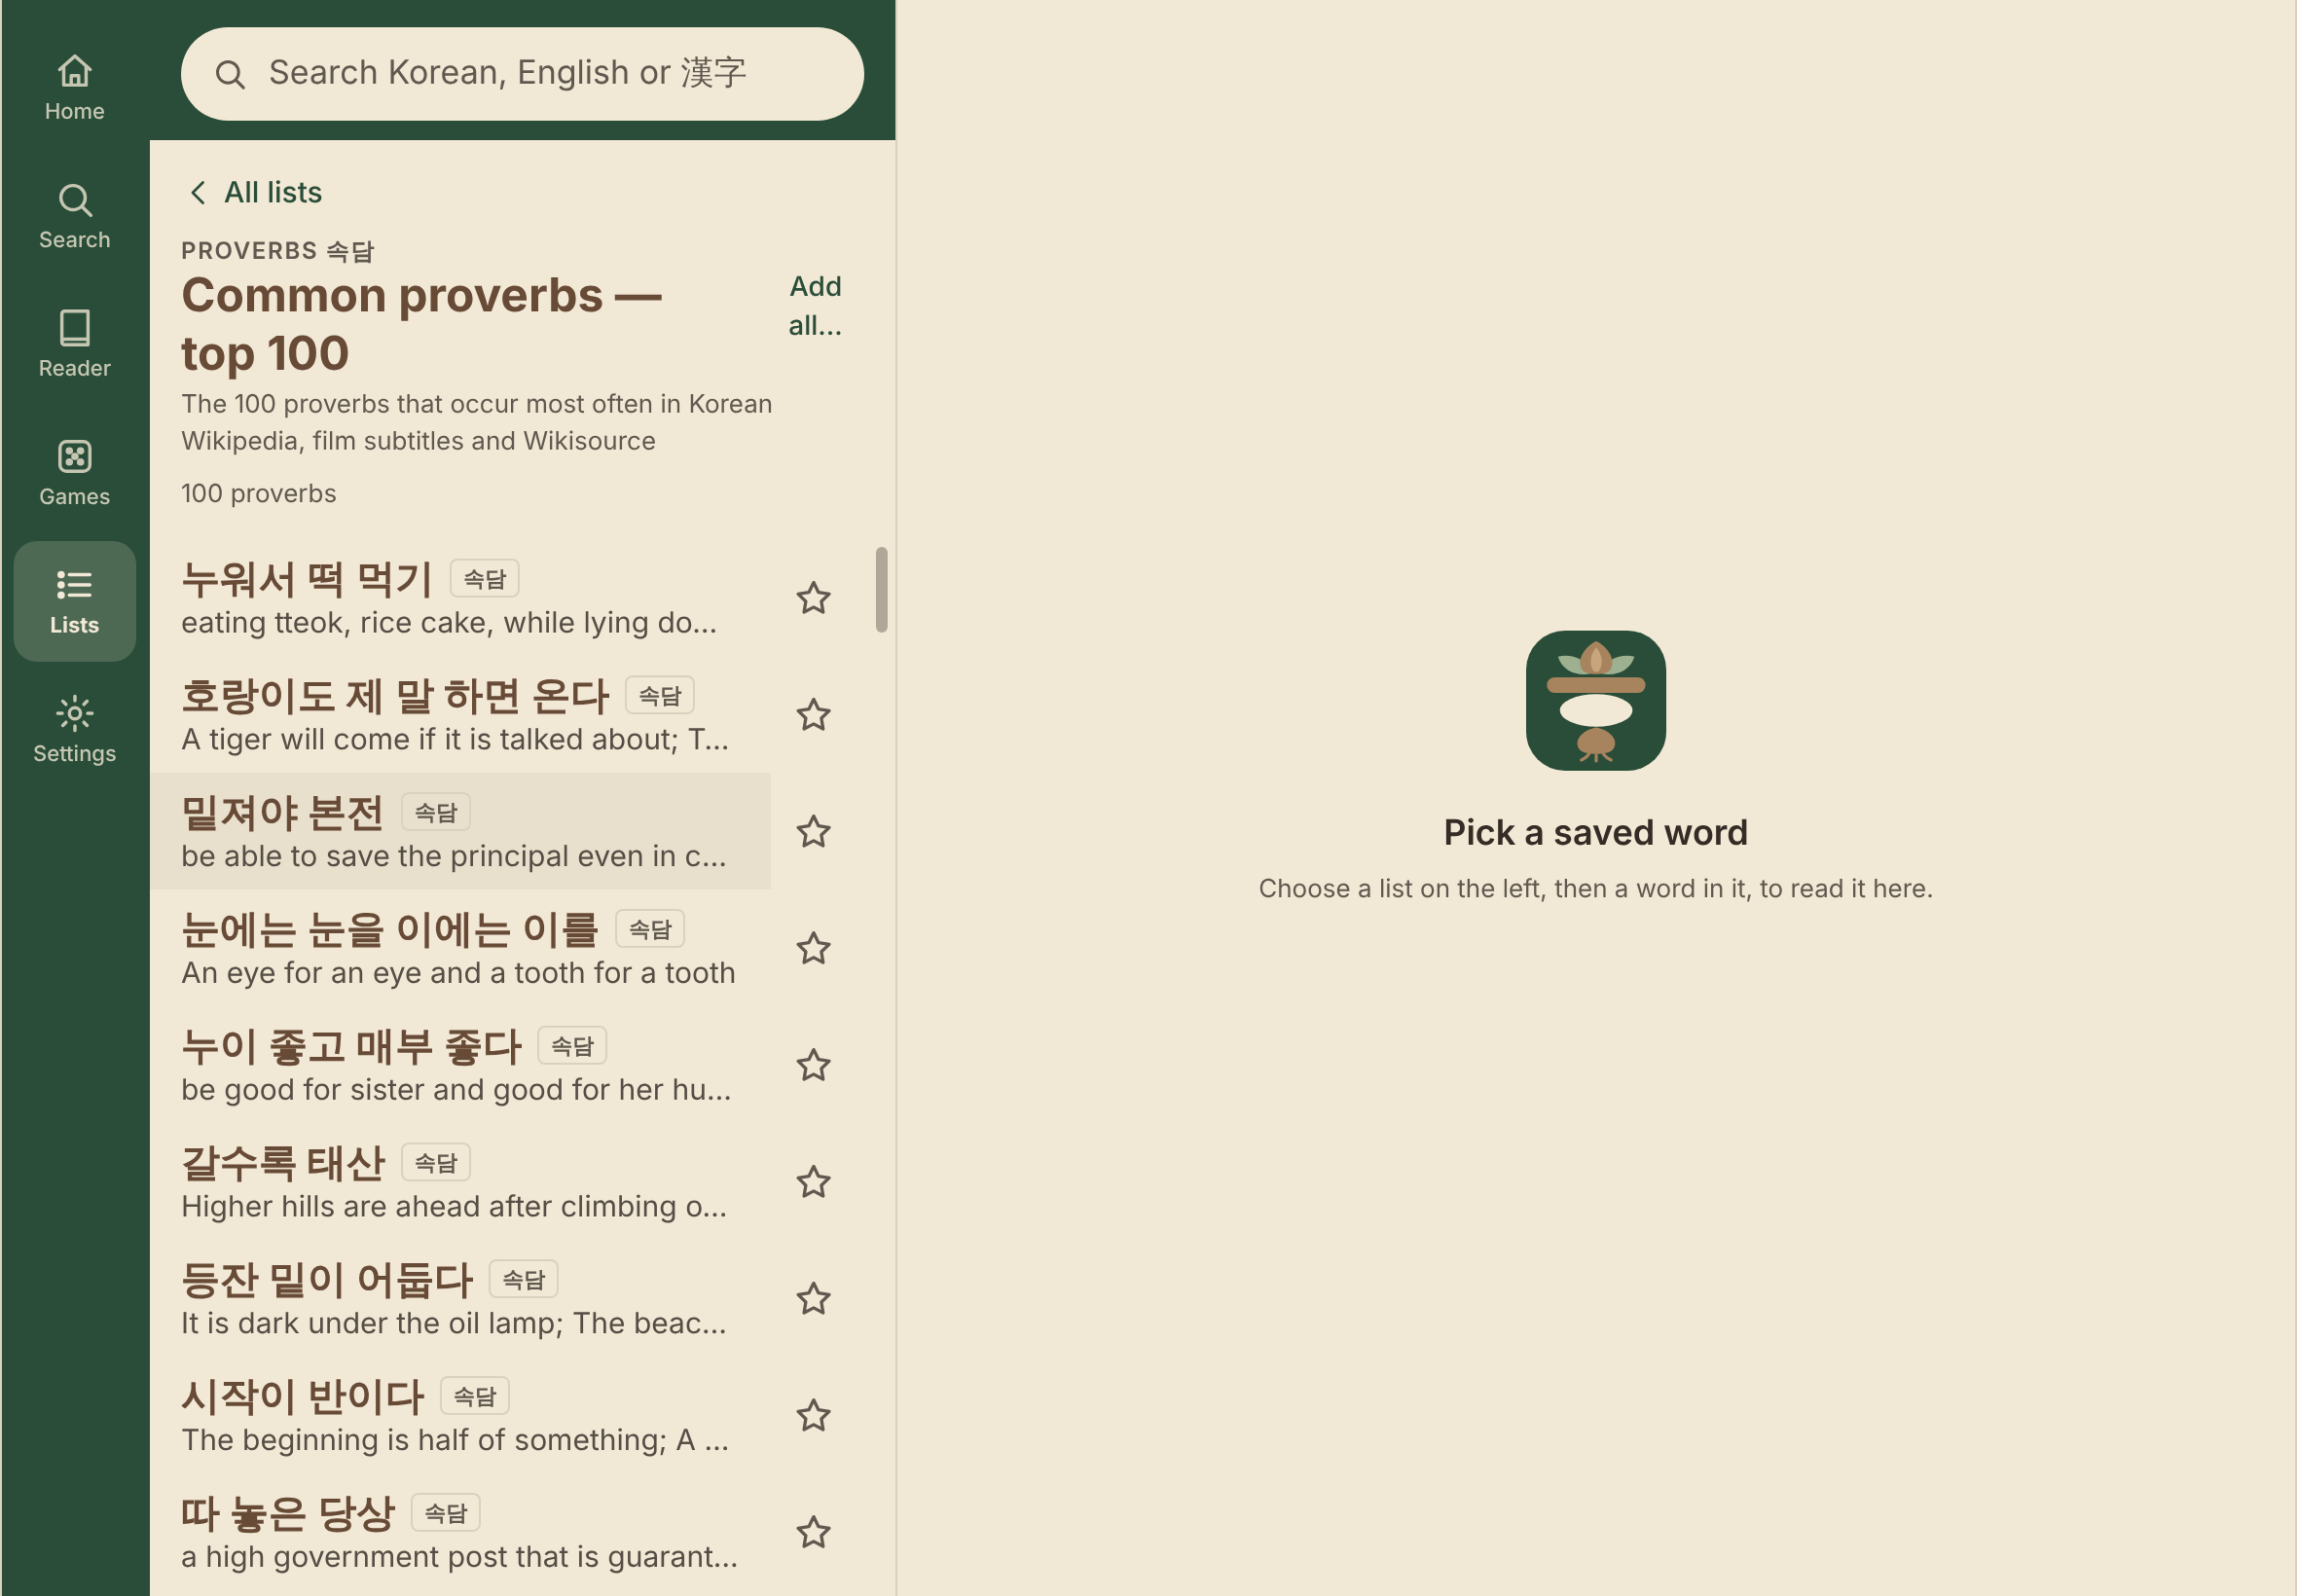 Search Korean, English or 漢字
Home
Search
Reader
Games
Lists
Settings
All lists
PROVERBS 속담
Common proverbs —
top 100
Add
all...
The 100 proverbs that occur most often in Korean
Wikipedia, film subtitles and Wikisource
100 proverbs
누워서 떡 먹기 속담
eating tteok, rice cake, while lying do...
호랑이도 제 말 하면 온다 속담
A tiger will come if it is talked about; T...
밑져야 본전 속담
be able to save the principal even in c...
눈에는 눈을 이에는 이를 속담
An eye for an eye and a tooth for a tooth
누이 좋고 매부 좋다 속담
be good for sister and good for her hu...
갈수록 태산 속담
Higher hills are ahead after climbing o...
등잔 밑이 어둡다 속담
It is dark under the oil lamp; The beac...
시작이 반이다 속담
The beginning is half of something; A ...
따 놓은 당상 속담
a high government post that is guarant...
Pick a saved word
Choose a list on the left, then a word in it, to read it here.